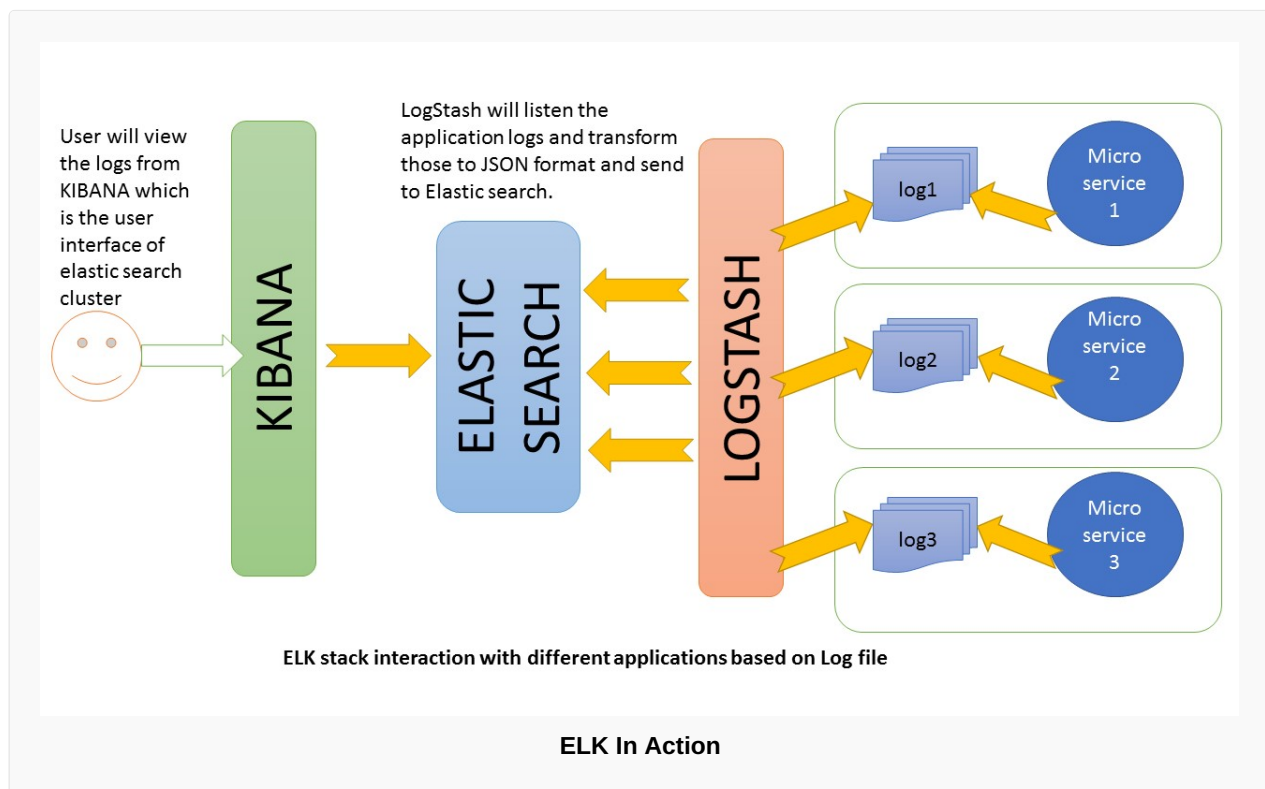 User will view
the logs from
KIBANA which
is the user
interface of
elastic search
cluster
LogStash will listen the
application logs and transform
those to JSON format and send
to Elastic search.
KIBANA
ELASTIC
SEARCH
LOGSTASH
log1
Micro
service
1
log2
Micro
service
2
log3
Micro
service
3
ELK stack interaction with different applications based on Log file
ELK In Action